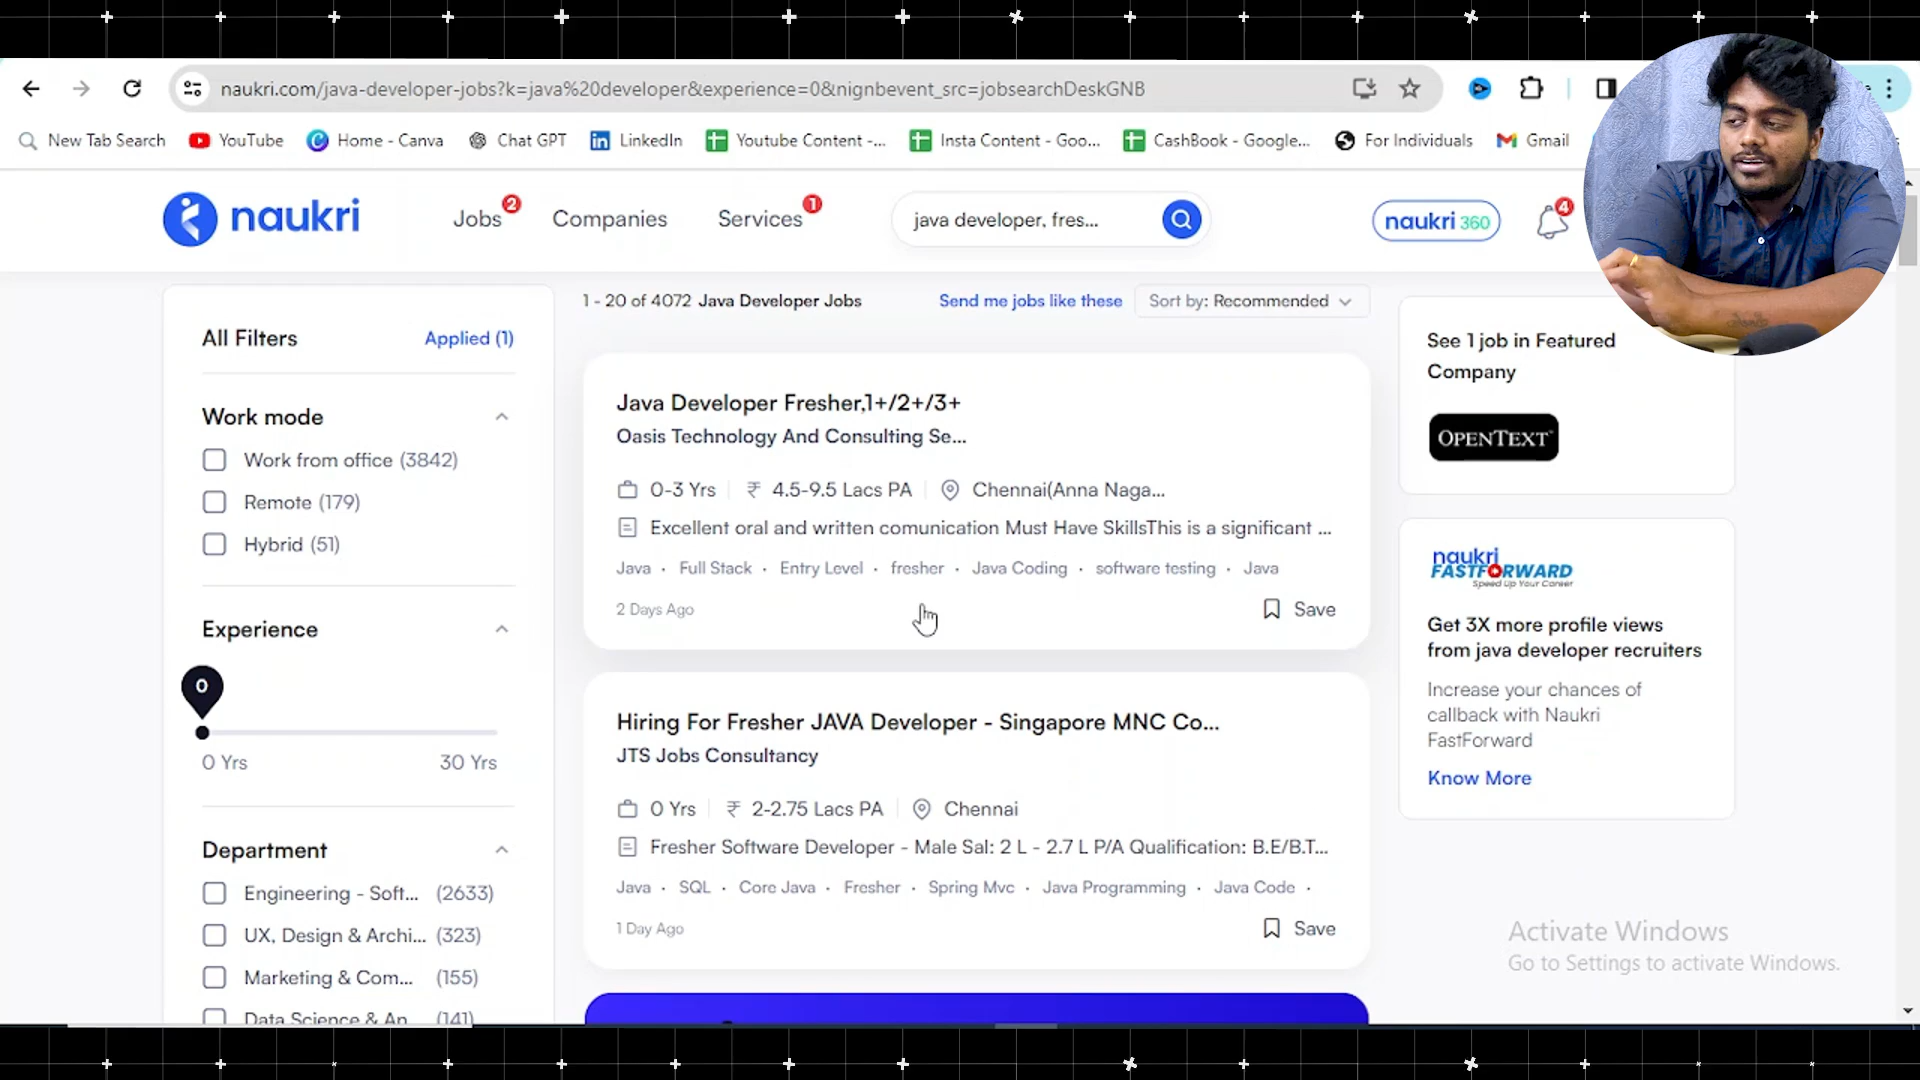 naukri.com/java-developer-jobs?k=java%20developer&experience=0&nignbevent_src=jobsearchDeskGNB
New Tab Search YouTube Home - Canva Chat GPT LinkedIn Youtube Content -... Insta Content - Goo... CashBook - Google... For Individuals Gmail
naukri Jobs 2 Companies Services 1 java developer, fres... naukri 360 4
1 - 20 of 4072 Java Developer Jobs Send me jobs like these Sort by: Recommended
All Filters Applied (1)
Work mode
Work from office (3842)
Remote (179)
Hybrid (51)
Experience
0
0 Yrs 30 Yrs
Department
Engineering - Soft... (2633)
UX, Design & Archi... (323)
Marketing & Com... (155)
Data Science & An (141)
Java Developer Fresher,1+/2+/3+
Oasis Technology And Consulting Se...
0-3 Yrs ₹ 4.5-9.5 Lacs PA Chennai(Anna Naga...
Excellent oral and written comunication Must Have SkillsThis is a significant ...
Java · Full Stack · Entry Level · fresher · Java Coding · software testing · Java
2 Days Ago Save
Hiring For Fresher JAVA Developer - Singapore MNC Co...
JTS Jobs Consultancy
0 Yrs ₹ 2-2.75 Lacs PA Chennai
Fresher Software Developer - Male Sal: 2 L - 2.7 L P/A Qualification: B.E/B.T...
Java · SQL · Core Java · Fresher · Spring Mvc · Java Programming · Java Code ·
1 Day Ago Save
See 1 job in Featured
Company
OPENTEXT™
naukri
FASTFORWARD
Speed Up Your Career
Get 3X more profile views
from java developer recruiters
Increase your chances of
callback with Naukri
FastForward
Know More
Activate Windows
Go to Settings to activate Windows.